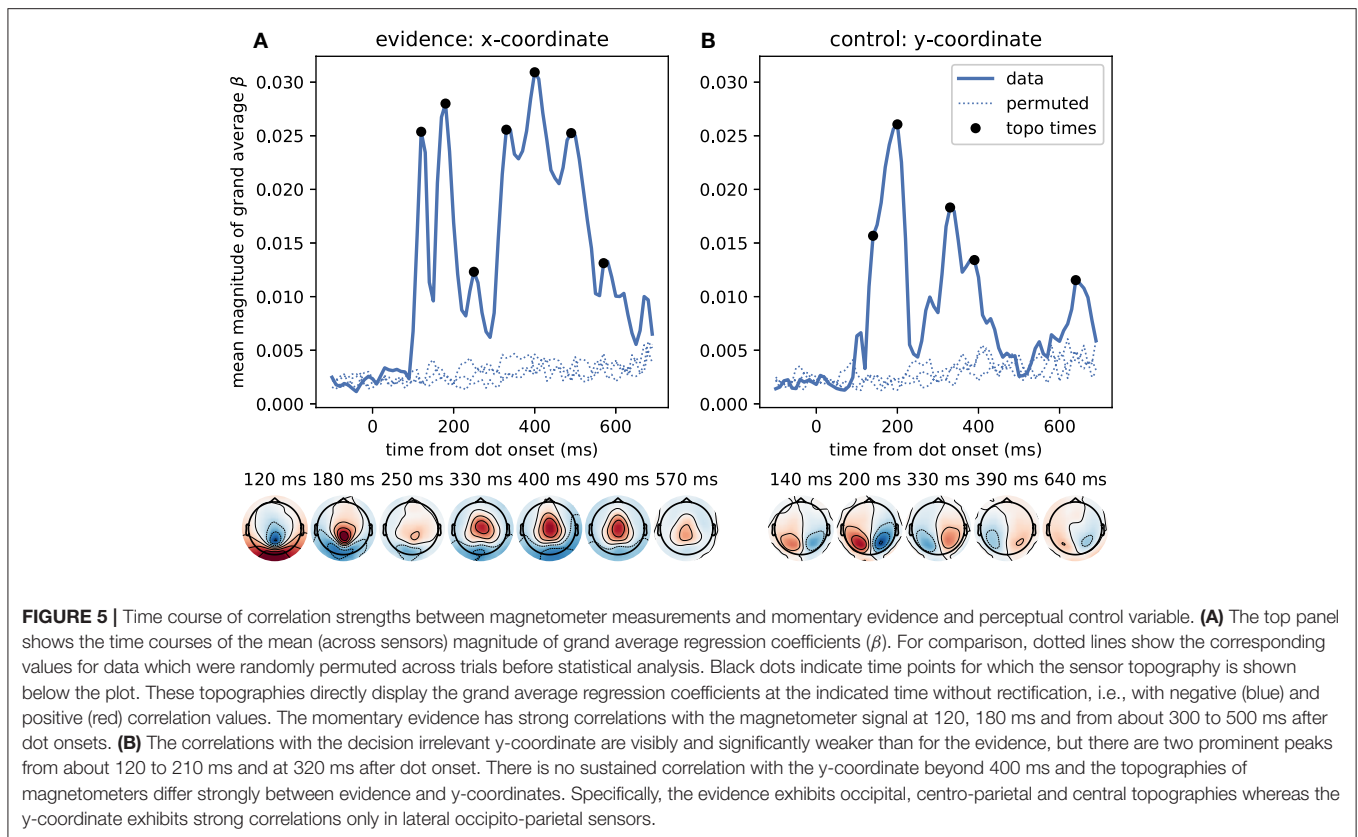 A evidence: x-coordinate
B control: y-coordinate
mean magnitude of grand average β
0.030
0.025
0.020
0.015
0.010
0.005
0.000
0 200 400 600
time from dot onset (ms)
data
permuted
topo times
0.030
0.025
0.020
0.015
0.010
0.005
0.000
0 200 400 600
time from dot onset (ms)
120 ms 180 ms 250 ms 330 ms 400 ms 490 ms 570 ms
140 ms 200 ms 330 ms 390 ms 640 ms
FIGURE 5 | Time course of correlation strengths between magnetometer measurements and momentary evidence and perceptual control variable. (A) The top panel
shows the time courses of the mean (across sensors) magnitude of grand average regression coefficients (β). For comparison, dotted lines show the corresponding
values for data which were randomly permuted across trials before statistical analysis. Black dots indicate time points for which the sensor topography is shown
below the plot. These topographies directly display the grand average regression coefficients at the indicated time without rectification, i.e., with negative (blue) and
positive (red) correlation values. The momentary evidence has strong correlations with the magnetometer signal at 120, 180 ms and from about 300 to 500 ms after
dot onsets. (B) The correlations with the decision irrelevant y-coordinate are visibly and significantly weaker than for the evidence, but there are two prominent peaks
from about 120 to 210 ms and at 320 ms after dot onset. There is no sustained correlation with the y-coordinate beyond 400 ms and the topographies of
magnetometers differ strongly between evidence and y-coordinates. Specifically, the evidence exhibits occipital, centro-parietal and central topographies whereas the
y-coordinate exhibits strong correlations only in lateral occipito-parietal sensors.